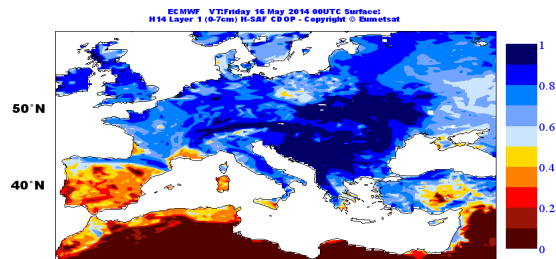 ECMWF VT:Friday 16 May 2014 00UTC Surface:
H14 Layer 1 (0-7cm) H-SAF CDOP - Copyright © Eumetsat
1
0.8
0.6
0.4
0.2
0
50°N
40°N